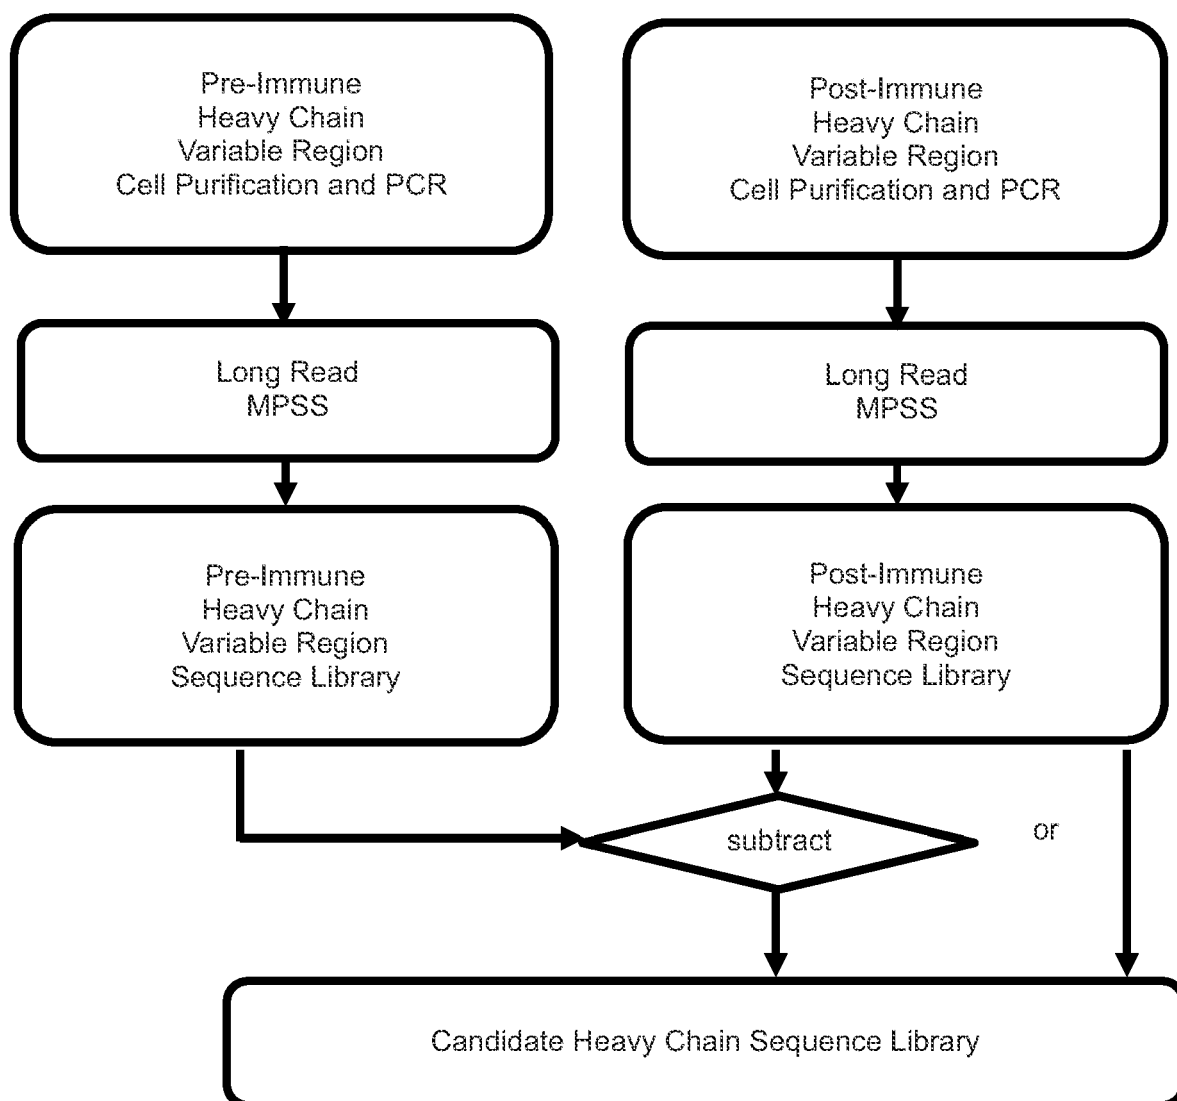 Pre-Immune
Heavy Chain
Variable Region
Cell Purification and PCR
Post-Immune
Heavy Chain
Variable Region
Cell Purification and PCR
Long Read
MPSS
Long Read
MPSS
Pre-Immune
Heavy Chain
Variable Region
Sequence Library
Post-Immune
Heavy Chain
Variable Region
Sequence Library
subtract
or
Candidate Heavy Chain Sequence Library